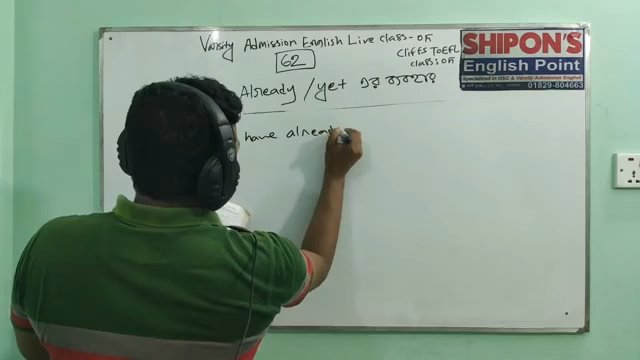 Varsity Admission English Live Class-05
62
Cliffs TOEFL
Class:05
Already / yet এর ব্যবহার
have alread
SHIPON'S
English Point
Specialized in HSC & Varsity Admission English
01829-804663